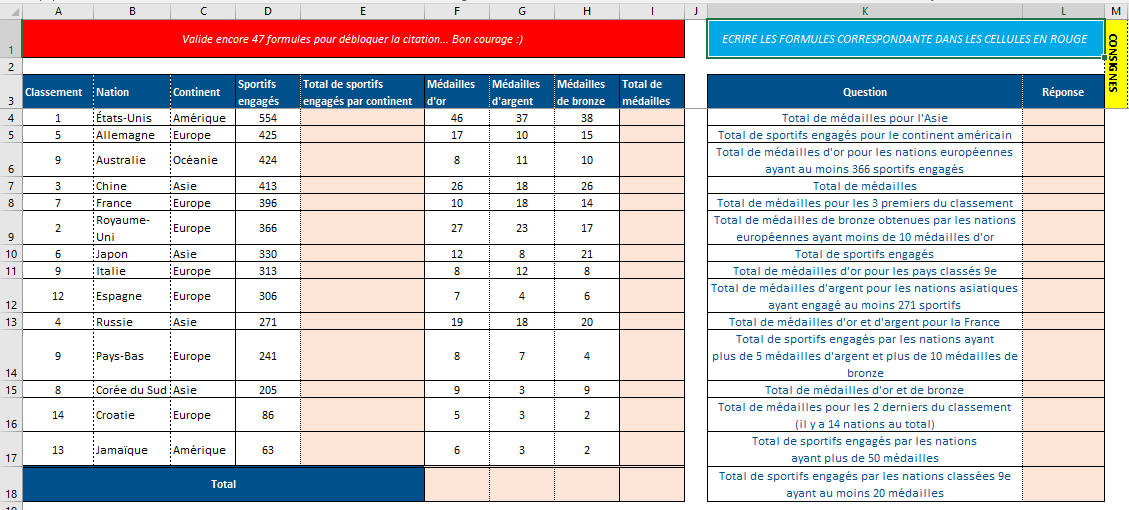 A B C D E F G H I J K L M
1 Valide encore 47 formules pour débloquer la citation... Bon courage :) ECRIRE LES FORMULES CORRESPONDANTE DANS LES CELLULES EN ROUGE CONSIGNES
2
3 Classement Nation Continent Sportifs engagés Total de sportifs engagés par continent Médailles d'or Médailles d'argent Médailles de bronze Total de médailles Question Réponse
4 1 États-Unis Amérique 554 46 37 38 Total de médailles pour l'Asie
5 5 Allemagne Europe 425 17 10 15 Total de sportifs engagés pour le continent américain
6 9 Australie Océanie 424 8 11 10 Total de médailles d'or pour les nations européennes
ayant au moins 366 sportifs engagés
7 3 Chine Asie 413 26 18 26 Total de médailles
8 7 France Europe 396 10 18 14 Total de médailles pour les 3 premiers du classement
9 2 Royaume-Uni Europe 366 27 23 17 Total de médailles de bronze obtenues par les nations
européennes ayant moins de 10 médailles d'or
10 6 Japon Asie 330 12 8 21 Total de sportifs engagés
11 9 Italie Europe 313 8 12 8 Total de médailles d'or pour les pays classés 9e
12 12 Espagne Europe 306 7 4 6 Total de médailles d'argent pour les nations asiatiques
ayant engagé au moins 271 sportifs
13 4 Russie Asie 271 19 18 20 Total de médailles d'or et d'argent pour la France
14 9 Pays-Bas Europe 241 8 7 4 Total de sportifs engagés par les nations ayant
plus de 5 médailles d'argent et plus de 10 médailles de
bronze
15 8 Corée du Sud Asie 205 9 3 9 Total de médailles d'or et de bronze
16 14 Croatie Europe 86 5 3 2 Total de médailles pour les 2 derniers du classement
(il y a 14 nations au total)
17 13 Jamaïque Amérique 63 6 3 2 Total de sportifs engagés par les nations
ayant plus de 50 médailles
18 Total Total de sportifs engagés par les nations classées 9e
ayant au moins 20 médailles